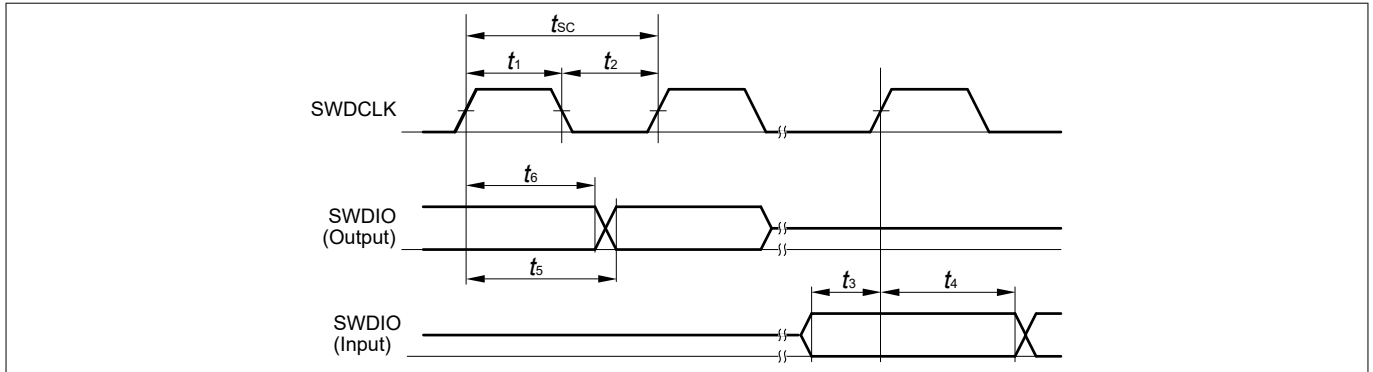 tSC
t1 t2
SWDCLK
t6
SWDIO
(Output)
t5
t3 t4
SWDIO
(Input)